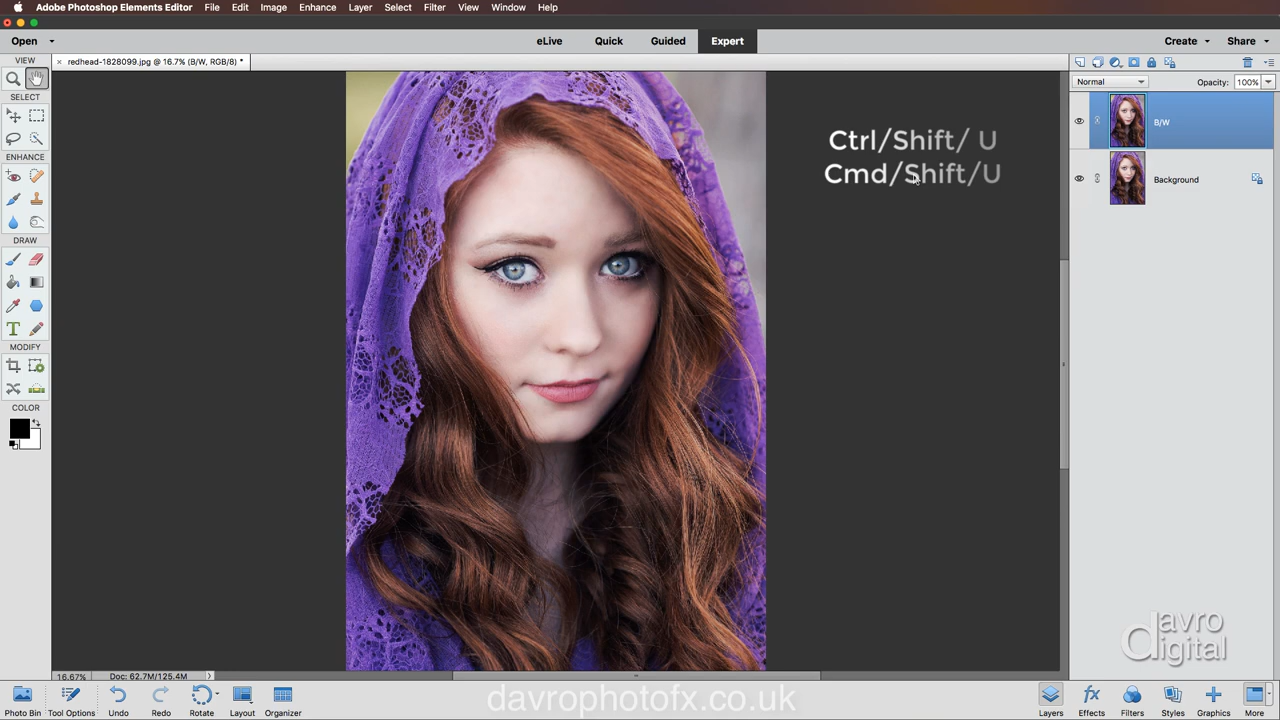 Adobe Photoshop Elements Editor File Edit Image Enhance Layer Select Filter View Window Help
Open eLive Quick Guided Expert Create Share
VIEW × redhead-1828099.jpg @ 16.7% (B/W, RGB/8) *
Normal Opacity: 100%
SELECT
B/W
Ctrl/Shift/ U
ENHANCE
Cmd/Shift/U
Background
DRAW
T
MODIFY
COLOR
davro
digital
16.67% Doc: 62.7M/125.4M
davrophotofx.co.uk
fx
Photo Bin Tool Options Undo Redo Rotate Layout Organizer Layers Effects Filters Styles Graphics More